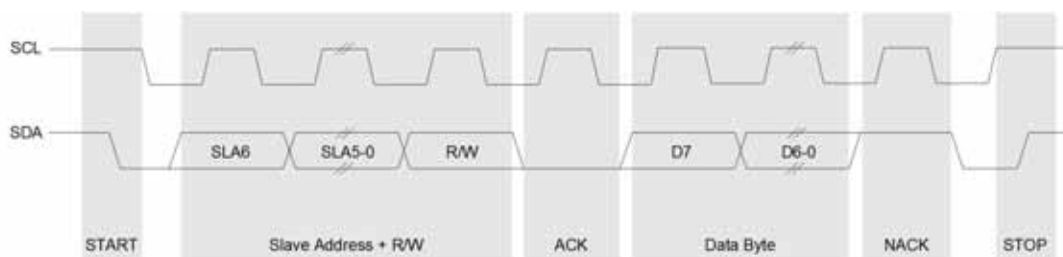 SCL
SDA
SLA6 SLA5-0 R/W D7 D6-0
START Slave Address + R/W ACK Data Byte NACK STOP